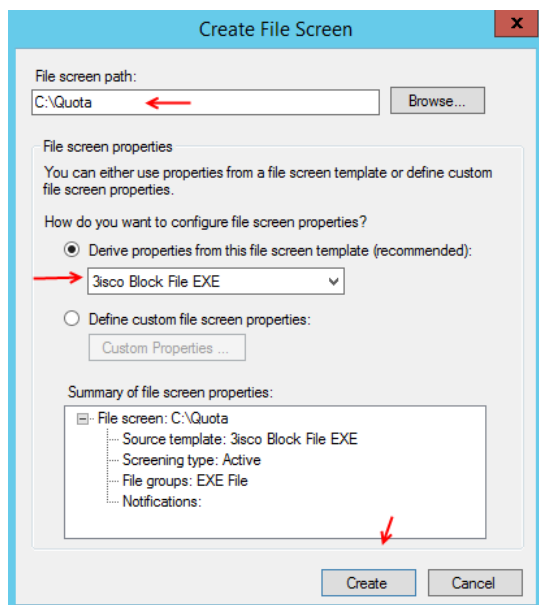 Create File Screen
x
File screen path:
C:\Quota
Browse...
File screen properties
You can either use properties from a file screen template or define custom
file screen properties.
How do you want to configure file screen properties?
Derive properties from this file screen template (recommended):
3isco Block File EXE
Define custom file screen properties:
Custom Properties ...
Summary of file screen properties:
File screen: C:\Quota
Source template: 3isco Block File EXE
Screening type: Active
File groups: EXE File
Notifications:
Create
Cancel